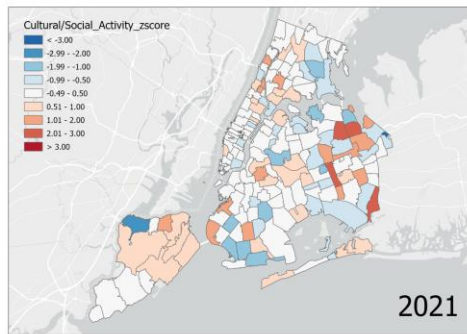 Cultural/Social_Activity_zscore
< -3.00
-2.99 - -2.00
-1.99 - -1.00
-0.99 - -0.50
-0.49 - 0.50
0.51 - 1.00
1.01 - 2.00
2.01 - 3.00
> 3.00
2021